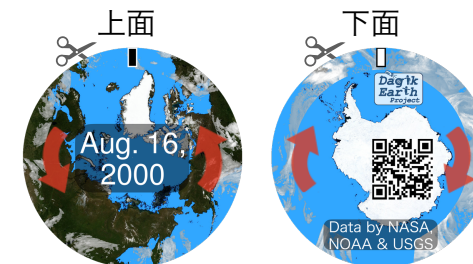 上面
下面
Aug. 16,
2000
Dagik
Earth
Project
Data by NASA,
NOAA & USGS